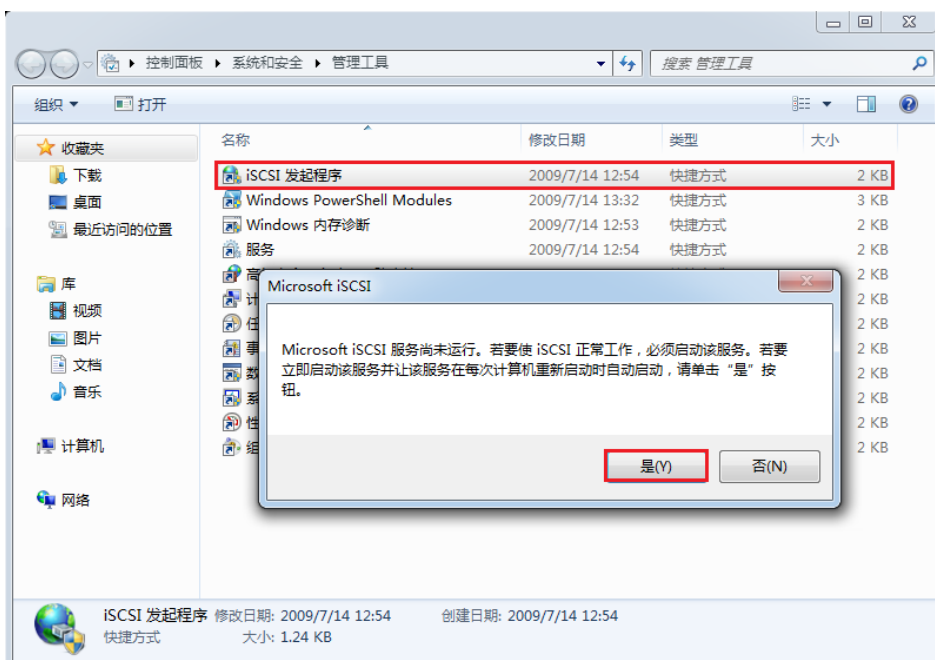 控制面板 ▸ 系统和安全 ▸ 管理工具
搜索 管理工具
组织 打开
名称 修改日期 类型 大小
收藏夹
下载
桌面
最近访问的位置
库
视频
图片
文档
音乐
计算机
网络
iSCSI 发起程序 2009/7/14 12:54 快捷方式 2 KB
Windows PowerShell Modules 2009/7/14 13:32 快捷方式 3 KB
Windows 内存诊断 2009/7/14 12:53 快捷方式 2 KB
服务 2009/7/14 12:54 快捷方式 2 KB
2 KB
计 2 KB
任 2 KB
事 2 KB
数 2 KB
系 2 KB
性 2 KB
组 2 KB
Microsoft iSCSI
Microsoft iSCSI 服务尚未运行。若要使 iSCSI 正常工作，必须启动该服务。若要
立即启动该服务并让该服务在每次计算机重新启动时自动启动，请单击“是”按
钮。
是(Y) 否(N)
iSCSI 发起程序 修改日期: 2009/7/14 12:54 创建日期: 2009/7/14 12:54
快捷方式 大小: 1.24 KB